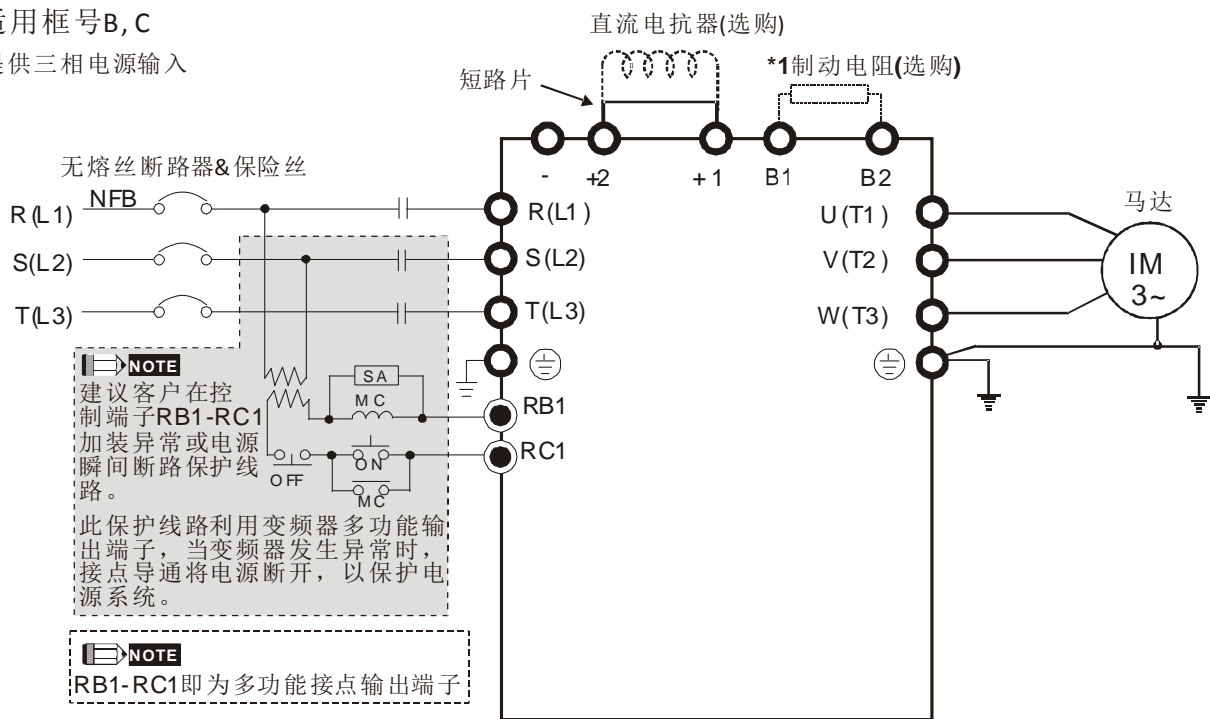 用框号B, C
供三相电源输入
直流电抗器(选购)
*1制动电阻(选购)
短路片
无熔丝断路器&保险丝
- +2 +1 B1 B2
R(L1) NFB R(L1) U(T1) 马达
S(L2) S(L2) V(T2) IM
3~
T(L3) T(L3) W(T3)
NOTE
建议客户在控
制端子RB1-RC1
加装异常或电源
瞬间断路保护线
路。
SA
MC
RB1
RC1
OFF
ON
MC
此保护线路利用变频器多功能输
出端子，当变频器发生异常时，
接点导通将电源断开，以保护电
源系统。
NOTE
RB1-RC1即为多功能接点输出端子